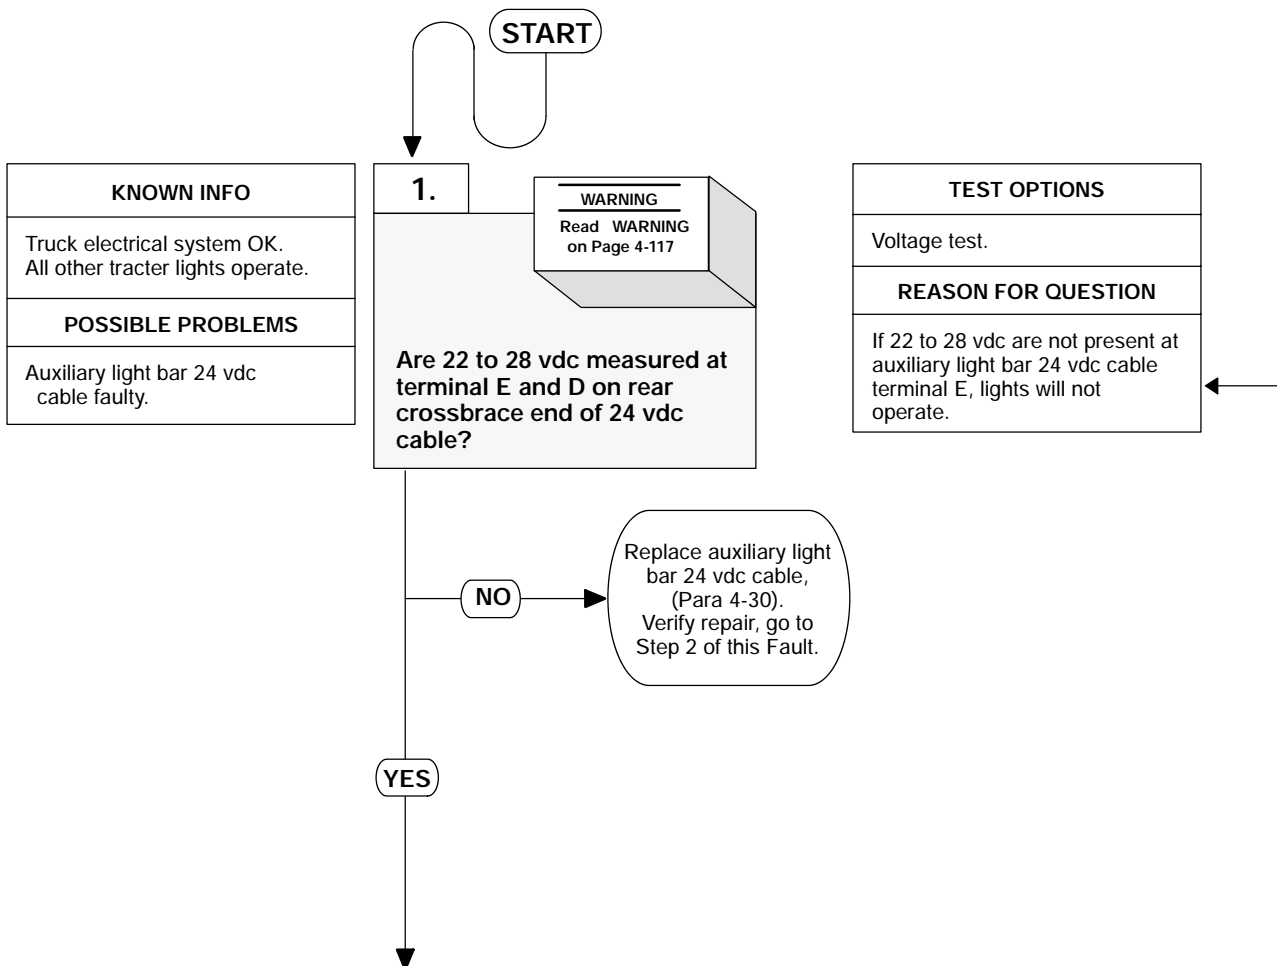 START
KNOWN INFO
Truck electrical system OK.
All other tracter lights operate.
POSSIBLE PROBLEMS
Auxiliary light bar 24 vdc
cable faulty.
1.
WARNING
Read WARNING
on Page 4-117
Are 22 to 28 vdc measured at
terminal E and D on rear
crossbrace end of 24 vdc
cable?
TEST OPTIONS
Voltage test.
REASON FOR QUESTION
If 22 to 28 vdc are not present at
auxiliary light bar 24 vdc cable
terminal E, lights will not
operate.
NO
Replace auxiliary light
bar 24 vdc cable,
(Para 4-30).
Verify repair, go to
Step 2 of this Fault.
YES